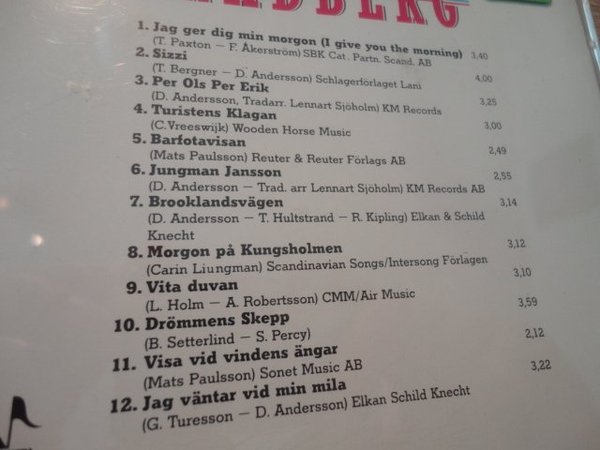 1. Jag ger dig min morgon (I give you the morning) 3,40
(T. Paxton — F. Åkerström) SBK Cat. Partn. Scand. AB
2. Sizzi 4,00
(T. Bergner — D. Andersson) Schlagerförlaget Lani
3. Per Ols Per Erik 3,25
(D. Andersson, Tradarr. Lennart Sjöholm) KM Records
4. Turistens Klagan 3,00
(C.Vreeswijk) Wooden Horse Music
5. Barfotavisan 2,49
(Mats Paulsson) Reuter & Reuter Förlags AB
6. Jungman Jansson 2,55
(D. Andersson — Trad. arr Lennart Sjöholm) KM Records AB
7. Brooklandsvägen 3,14
(D. Andersson — T. Hultstrand — R. Kipling) Elkan & Schild
Knecht
8. Morgon på Kungsholmen 3,12
(Carin Liungman) Scandinavian Songs/Intersong Förlagen
9. Vita duvan 3,10
(L. Holm — A. Robertsson) CMM/Air Music
10. Drömmens Skepp 3,59
(B. Setterlind — S. Percy)
11. Visa vid vindens ängar 2,12
(Mats Paulsson) Sonet Music AB
12. Jag väntar vid min mila 3,22
(G. Turesson — D. Andersson) Elkan Schild Knecht